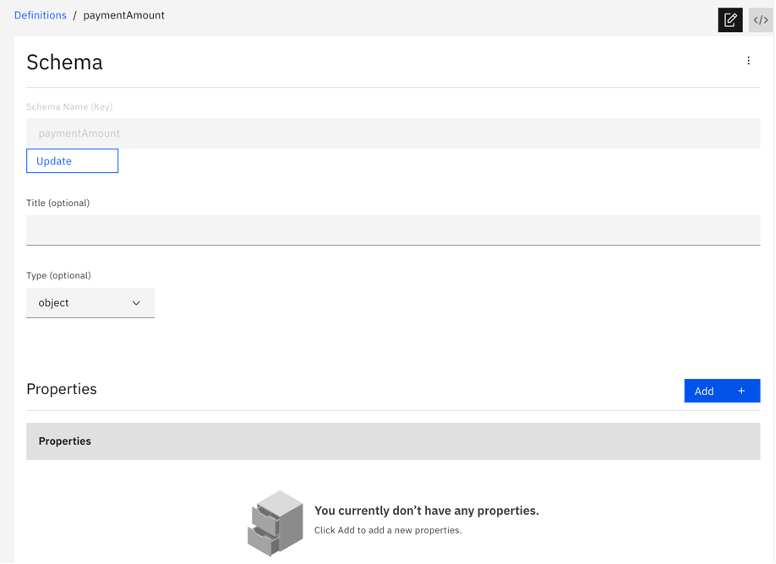 Definitions / paymentAmount
</>
Schema
Schema Name (Key)
paymentAmount
Update
Title (optional)
Type (optional)
object
Properties
Add +
Properties
You currently don't have any properties.
Click Add to add a new properties.